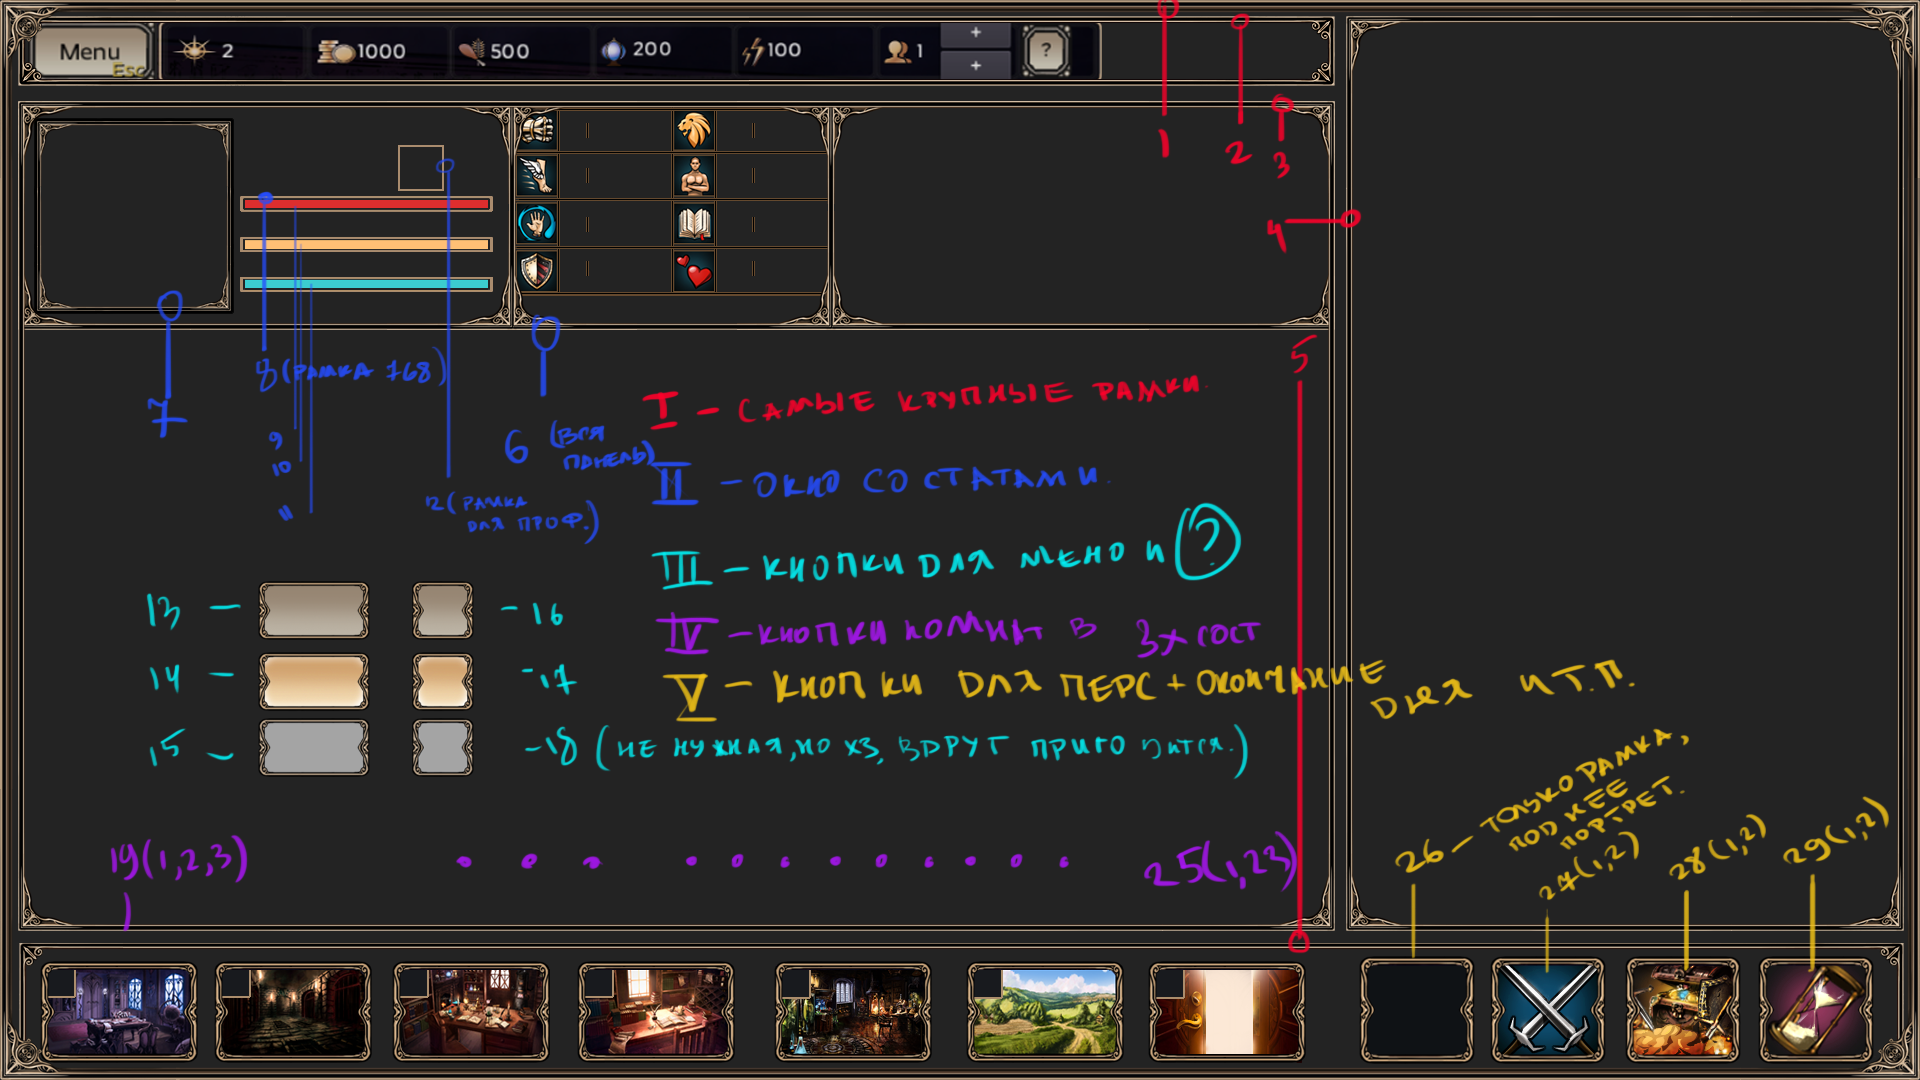 Menu
Esc
2
1000
500
200
100
1
+
+
?
1
2
3
4
5
7
8 (РАМКА 768)
9
10
11
6 (ВСЯ
ПАНЕЛЬ)
12 (РАМКА
ДЛЯ ПРОФ.)
I - САМЫЕ КРУПНЫЕ РАМКИ.
II - ОКНО СО СТАТАМИ.
III - КНОПКИ ДЛЯ МЕНЮ И ?
IV - КНОПКИ КОМНАТ В 3х СОСТ
V - КНОПКИ ДЛЯ ПЕРС + ОКОНЧАНИЕ
ДНЯ И Т.П.
13 -
- 16
14 -
- 17
15 -
- 18 (НЕ НУЖНАЯ, НО ХЗ, ВДРУГ ПРИГОДИТСЯ.)
19 (1,2,3)
25 (1,2 3)
26 - ТОЛЬКО РАМКА,
ПОД НЕЕ
ПОРТРЕТ.
27 (1,2)
28 (1,2)
29 (1,2)